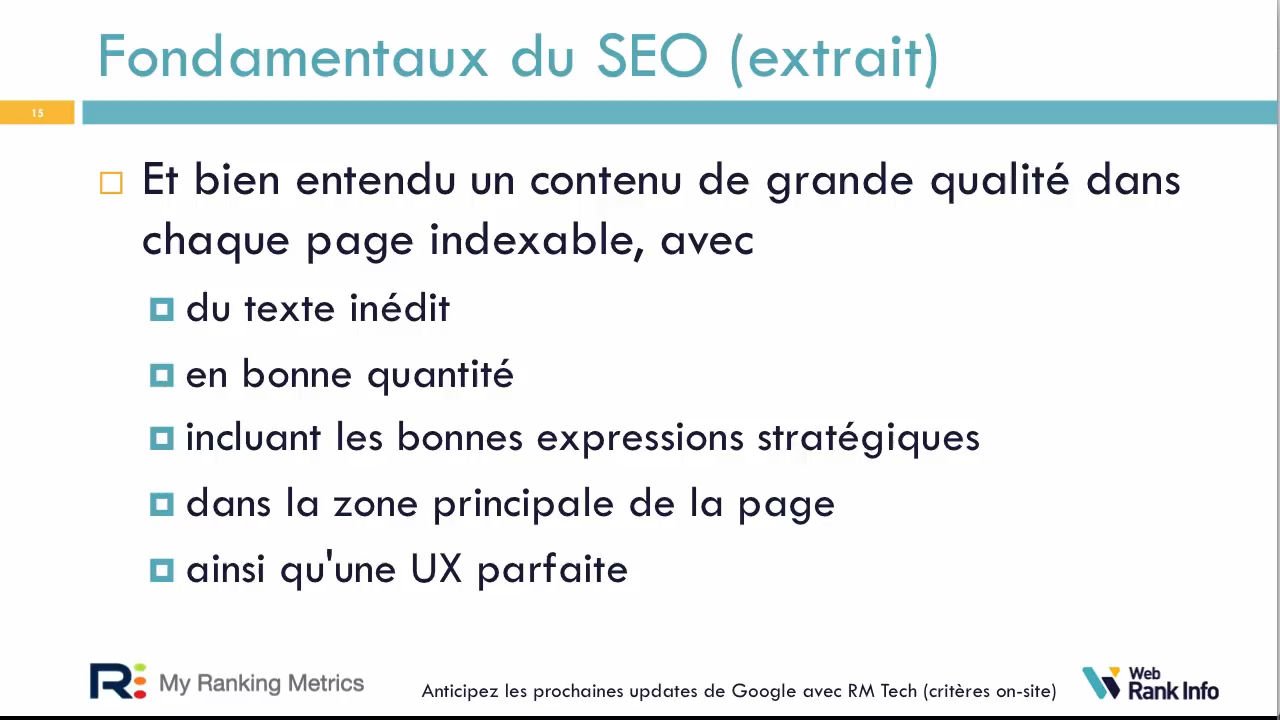 Fondamentaux du SEO (extrait)
15
Et bien entendu un contenu de grande qualité dans
chaque page indexable, avec
du texte inédit
en bonne quantité
incluant les bonnes expressions stratégiques
dans la zone principale de la page
ainsi qu'une UX parfaite
R My Ranking Metrics
Anticipez les prochaines updates de Google avec RM Tech (critères on-site)
Web
Rank Info